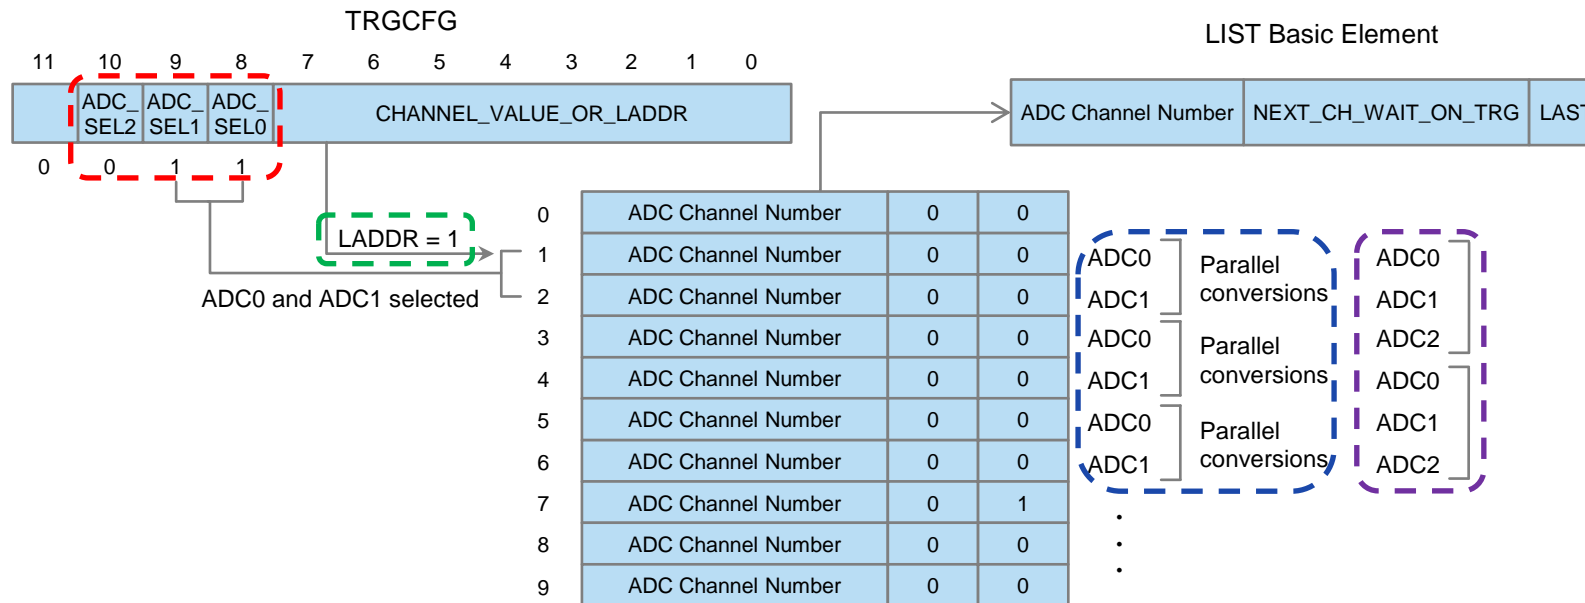 TRGCFG
LIST Basic Element
11 10 9 8 7 6 5 4 3 2 1 0
ADC_ SEL2 ADC_ SEL1 ADC_ SEL0 CHANNEL_VALUE_OR_LADDR
ADC Channel Number NEXT_CH_WAIT_ON_TRG LAST
0 0 1 1
LADDR = 1
ADC0 and ADC1 selected
0 ADC Channel Number 0 0
1 ADC Channel Number 0 0
2 ADC Channel Number 0 0
3 ADC Channel Number 0 0
4 ADC Channel Number 0 0
5 ADC Channel Number 0 0
6 ADC Channel Number 0 0
7 ADC Channel Number 0 1
8 ADC Channel Number 0 0
9 ADC Channel Number 0 0
ADC0
ADC1
Parallel
conversions
ADC0
ADC1
Parallel
conversions
ADC0
ADC1
Parallel
conversions
ADC0
ADC1
ADC2
ADC0
ADC1
ADC2